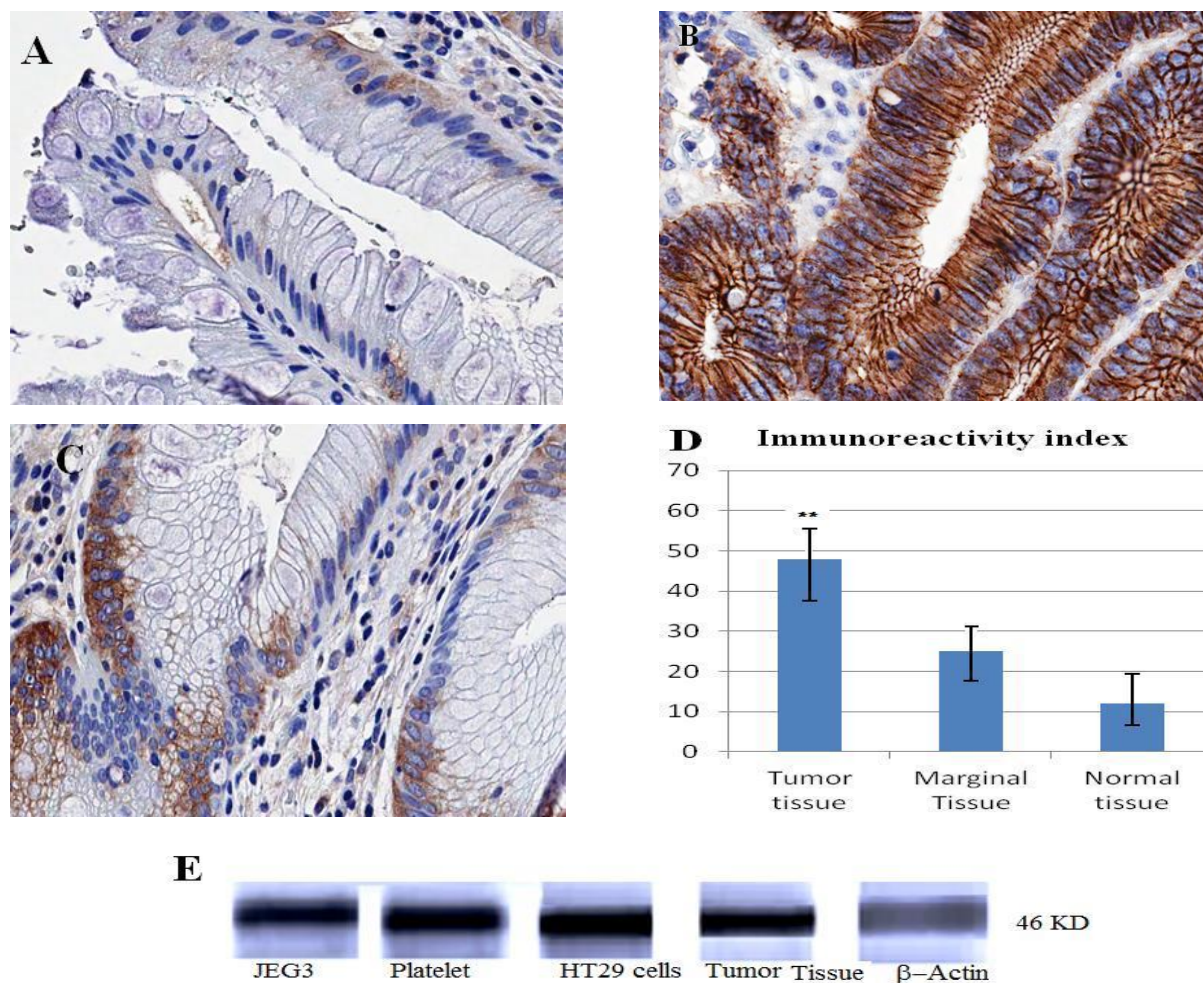 A
B
C
D Immunoreactivity index
70
60
50
40
30
20
10
0
**
Tumor tissue
Marginal Tissue
Normal tissue
E
46 KD
JEG3 Platelet HT29 cells Tumor Tissue β–Actin